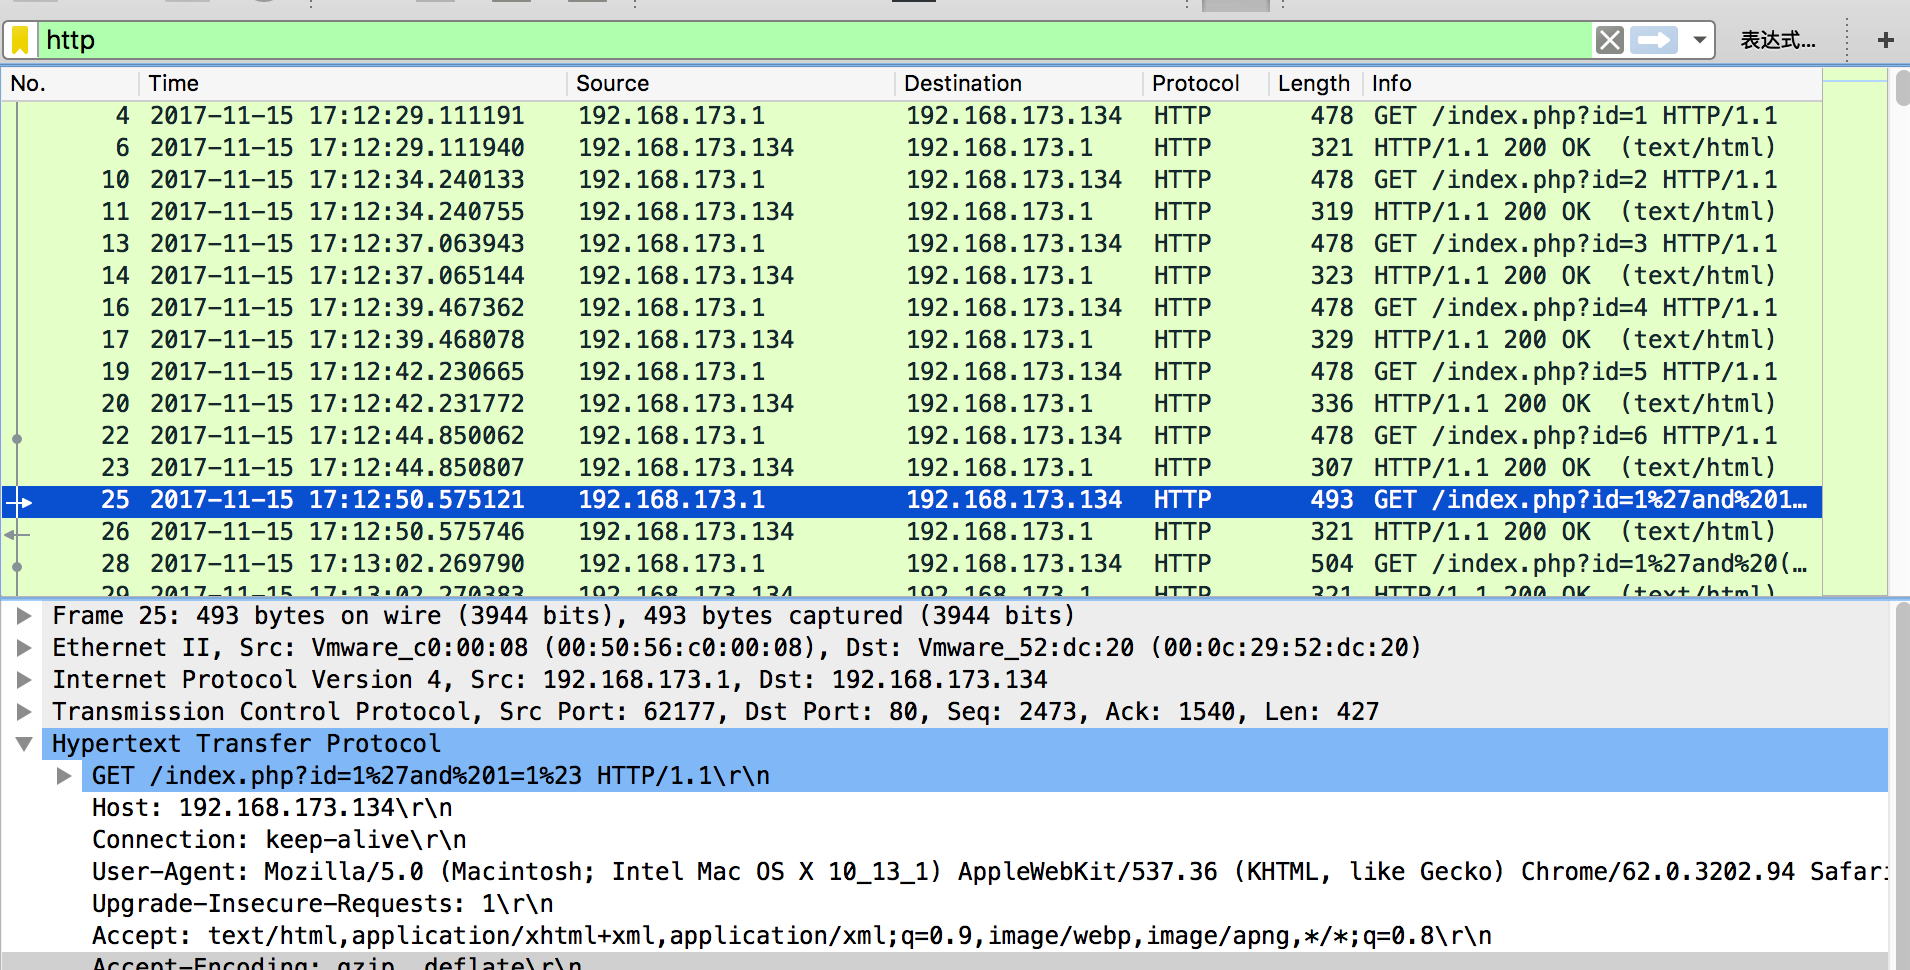 http 表达式...
No. Time Source Destination Protocol Length Info
4 2017-11-15 17:12:29.111191 192.168.173.1 192.168.173.134 HTTP 478 GET /index.php?id=1 HTTP/1.1
6 2017-11-15 17:12:29.111940 192.168.173.134 192.168.173.1 HTTP 321 HTTP/1.1 200 OK (text/html)
10 2017-11-15 17:12:34.240133 192.168.173.1 192.168.173.134 HTTP 478 GET /index.php?id=2 HTTP/1.1
11 2017-11-15 17:12:34.240755 192.168.173.134 192.168.173.1 HTTP 319 HTTP/1.1 200 OK (text/html)
13 2017-11-15 17:12:37.063943 192.168.173.1 192.168.173.134 HTTP 478 GET /index.php?id=3 HTTP/1.1
14 2017-11-15 17:12:37.065144 192.168.173.134 192.168.173.1 HTTP 323 HTTP/1.1 200 OK (text/html)
16 2017-11-15 17:12:39.467362 192.168.173.1 192.168.173.134 HTTP 478 GET /index.php?id=4 HTTP/1.1
17 2017-11-15 17:12:39.468078 192.168.173.134 192.168.173.1 HTTP 329 HTTP/1.1 200 OK (text/html)
19 2017-11-15 17:12:42.230665 192.168.173.1 192.168.173.134 HTTP 478 GET /index.php?id=5 HTTP/1.1
20 2017-11-15 17:12:42.231772 192.168.173.134 192.168.173.1 HTTP 336 HTTP/1.1 200 OK (text/html)
22 2017-11-15 17:12:44.850062 192.168.173.1 192.168.173.134 HTTP 478 GET /index.php?id=6 HTTP/1.1
23 2017-11-15 17:12:44.850807 192.168.173.134 192.168.173.1 HTTP 307 HTTP/1.1 200 OK (text/html)
25 2017-11-15 17:12:50.575121 192.168.173.1 192.168.173.134 HTTP 493 GET /index.php?id=1%27and%201...
26 2017-11-15 17:12:50.575746 192.168.173.134 192.168.173.1 HTTP 321 HTTP/1.1 200 OK (text/html)
28 2017-11-15 17:13:02.269790 192.168.173.1 192.168.173.134 HTTP 504 GET /index.php?id=1%27and%20(...
29 2017-11-15 17:13:02.270383 192.168.173.134 192.168.173.1 HTTP 321 HTTP/1.1 200 OK (text/html)
Frame 25: 493 bytes on wire (3944 bits), 493 bytes captured (3944 bits)
Ethernet II, Src: Vmware_c0:00:08 (00:50:56:c0:00:08), Dst: Vmware_52:dc:20 (00:0c:29:52:dc:20)
Internet Protocol Version 4, Src: 192.168.173.1, Dst: 192.168.173.134
Transmission Control Protocol, Src Port: 62177, Dst Port: 80, Seq: 2473, Ack: 1540, Len: 427
Hypertext Transfer Protocol
GET /index.php?id=1%27and%201=1%23 HTTP/1.1\r\n
Host: 192.168.173.134\r\n
Connection: keep-alive\r\n
User-Agent: Mozilla/5.0 (Macintosh; Intel Mac OS X 10_13_1) AppleWebKit/537.36 (KHTML, like Gecko) Chrome/62.0.3202.94 Safari
Upgrade-Insecure-Requests: 1\r\n
Accept: text/html,application/xhtml+xml,application/xml;q=0.9,image/webp,image/apng,*/*;q=0.8\r\n
Accept-Encoding: gzip, deflate\r\n